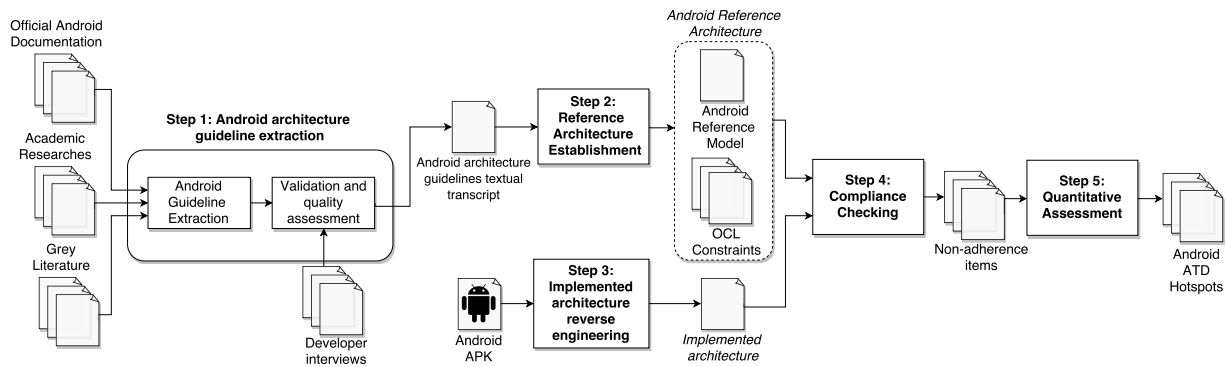 Official Android
Documentation
Academic
Researches
Grey
Literature
Step 1: Android architecture
guideline extraction
Android
Guideline
Extraction
Validation and
quality
assessment
Developer
interviews
Android architecture
guidelines textual
transcript
Step 2:
Reference
Architecture
Establishment
Android Reference
Architecture
Android
Reference
Model
OCL
Constraints
Android
APK
Step 3:
Implemented
architecture
reverse
engineering
Implemented
architecture
Step 4:
Compliance
Checking
Non-adherence
items
Step 5:
Quantitative
Assessment
Android
ATD
Hotspots